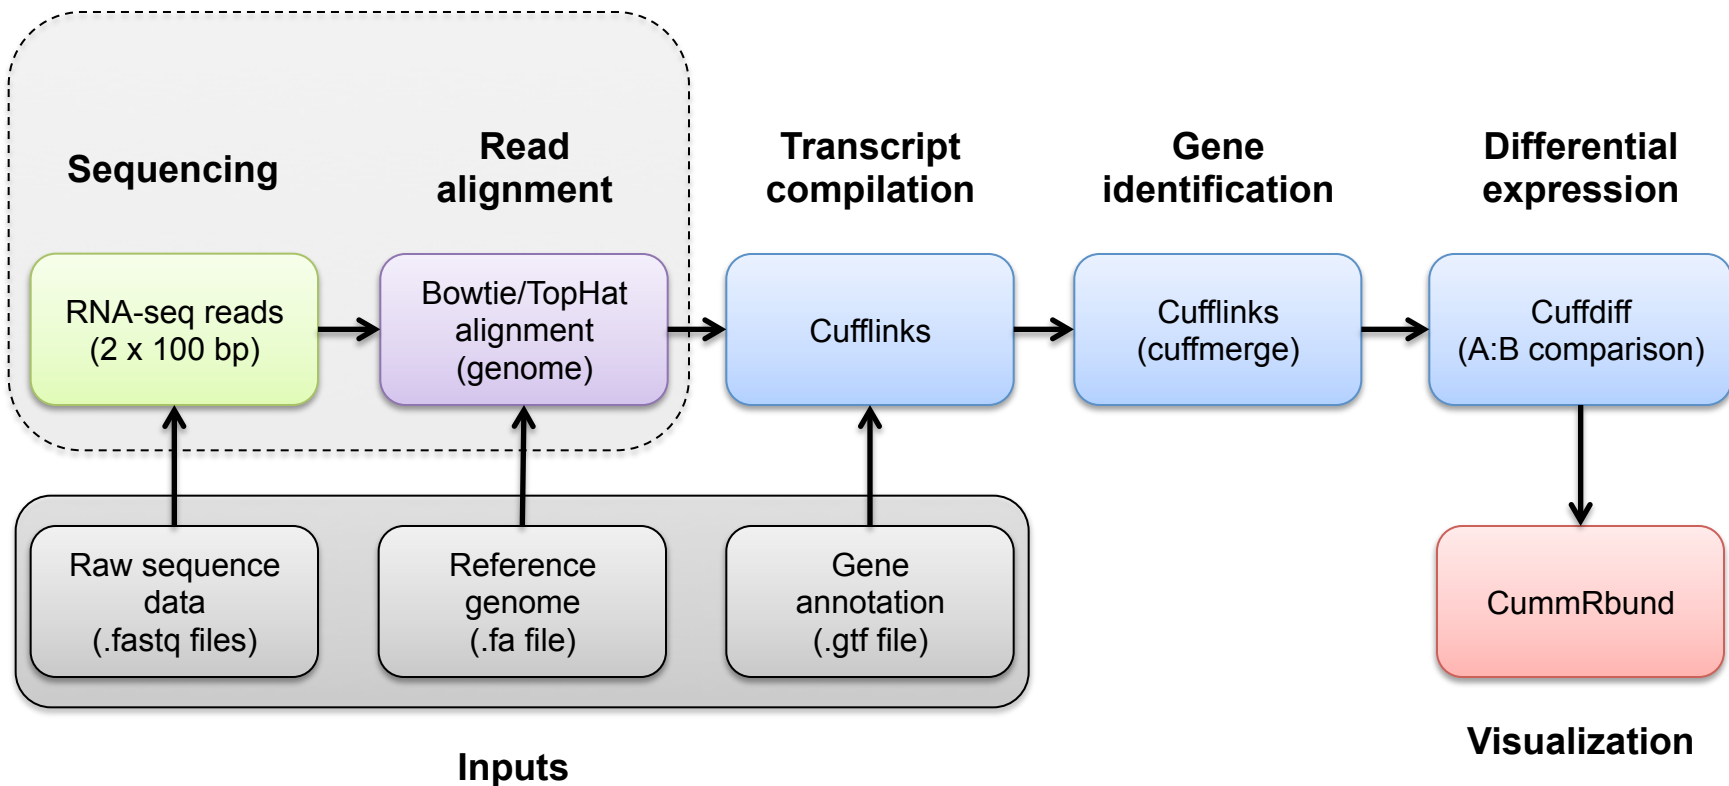 Sequencing
Read
alignment
Transcript
compilation
Gene
identification
Differential
expression
RNA-seq reads
(2 x 100 bp)
Bowtie/TopHat
alignment
(genome)
Cufflinks
Cufflinks
(cuffmerge)
Cuffdiff
(A:B comparison)
Raw sequence
data
(.fastq files)
Reference
genome
(.fa file)
Gene
annotation
(.gtf file)
CummRbund
Inputs
Visualization